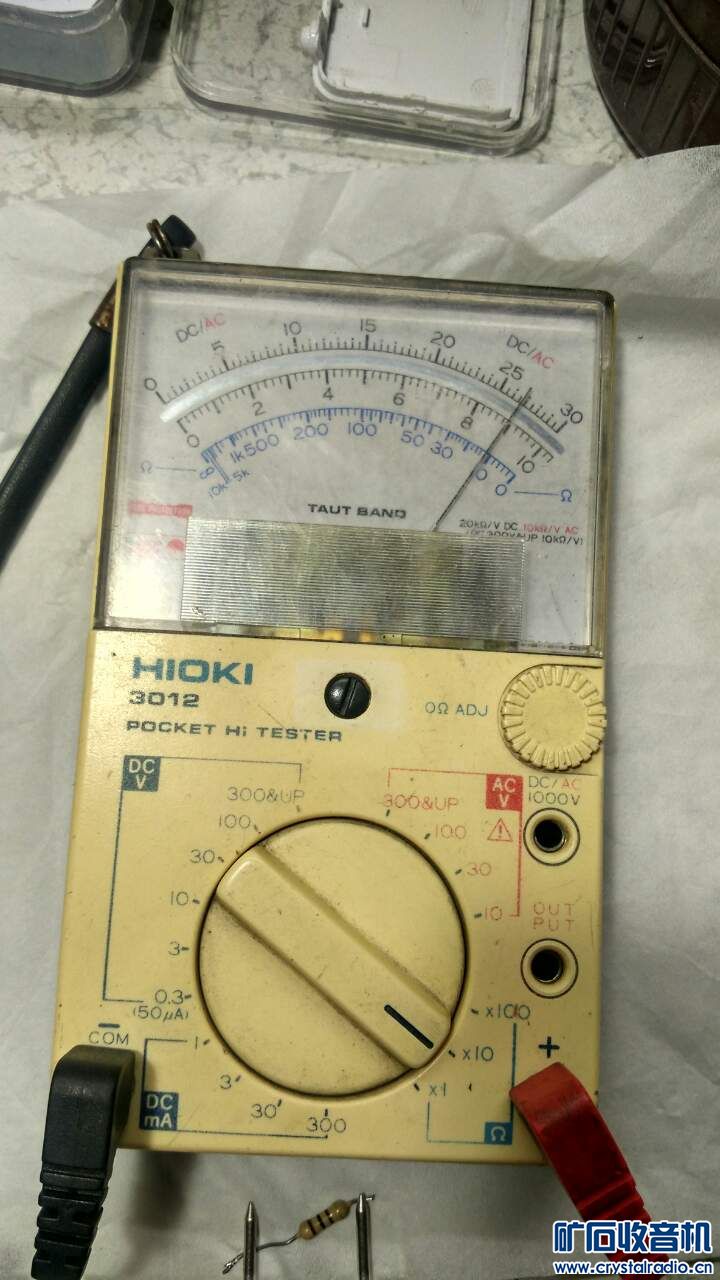 DC/AC DC/AC
0 5 10 15 20 25 30
0 2 4 6 8 10
Ω ∞ 1k 500 200 100 50 30 0 Ω
10k 5k 0
TAUT BAND
20kΩ/V DC 10kΩ/V AC
HIOKI
3012
POCKET Hi TESTER
0Ω ADJ
DC
V
300&UP
100
30
10
3
0.3
(50μA)
AC
V
300&UP
100
30
10
DC/AC
1000V
OUT
PUT
COM
DC
mA
1
3
30
300
x100
x10
x1
Ω
矿石收音机
www.crystalradio.cn